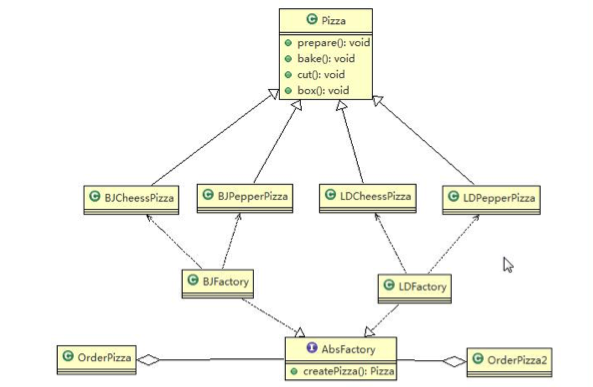 C Pizza
prepare(): void
bake(): void
cut(): void
box(): void
C BJCheessPizza
C BJPepperPizza
C LDCheessPizza
C LDPepperPizza
C BJFactory
C LDFactory
C OrderPizza
I AbsFactory
createPizza(): Pizza
C OrderPizza2